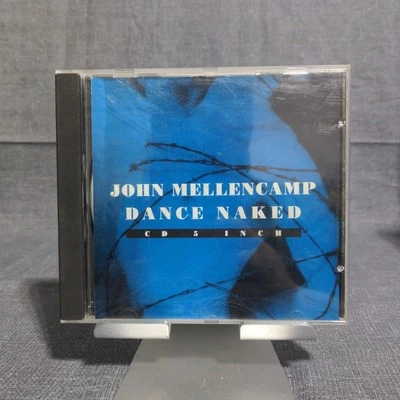 JOHN MELLENCAMP
DANCE NAKED
CD 5 INCH